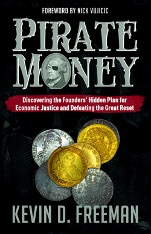 FOREWORD BY NICK VUJICIC
PIRATE
MONEY
Discovering the Founders' Hidden Plan for
Economic Justice and Defeating the Great Reset
KEVIN D. FREEMAN